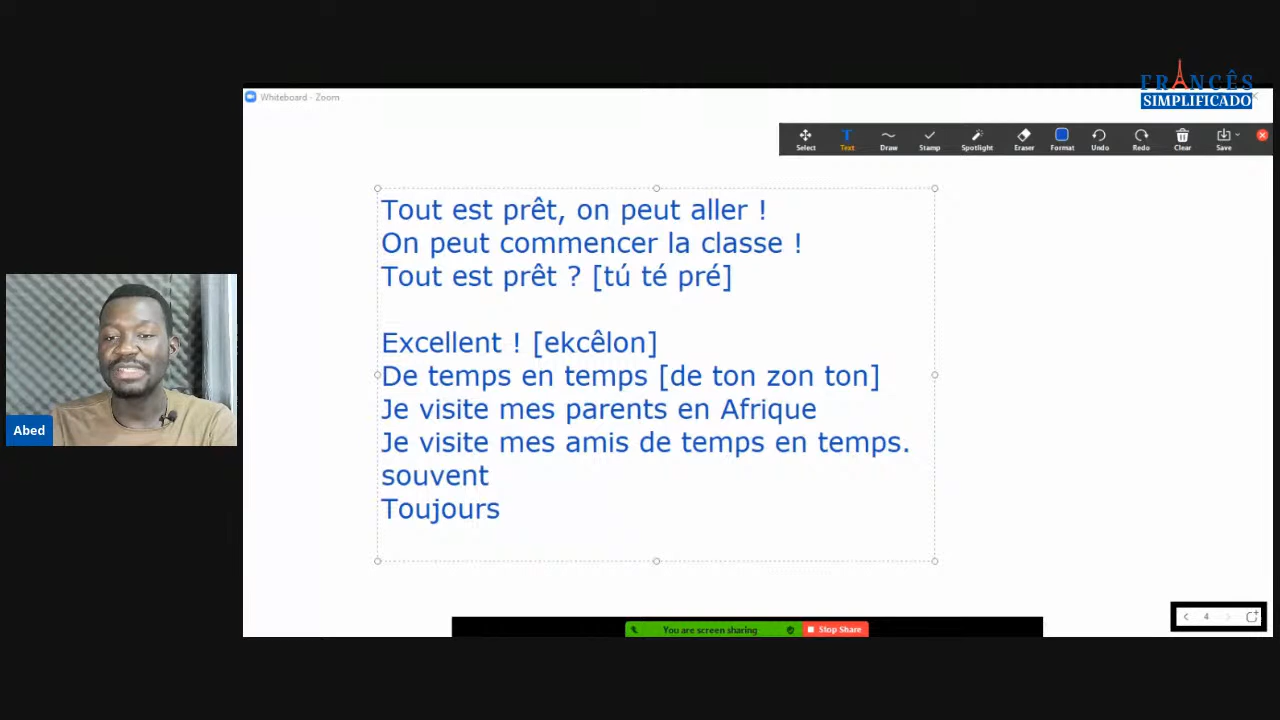 FRANCÊS
SIMPLIFICADO
Whiteboard - Zoom
Select Text Draw Stamp Spotlight Eraser Format Undo Redo Clear Save
Tout est prêt, on peut aller !
On peut commencer la classe !
Tout est prêt ? [tú té pré]
Excellent ! [ekcêlon]
De temps en temps [de ton zon ton]
Je visite mes parents en Afrique
Je visite mes amis de temps en temps.
souvent
Toujours
Abed
4
You are screen sharing
Stop Share